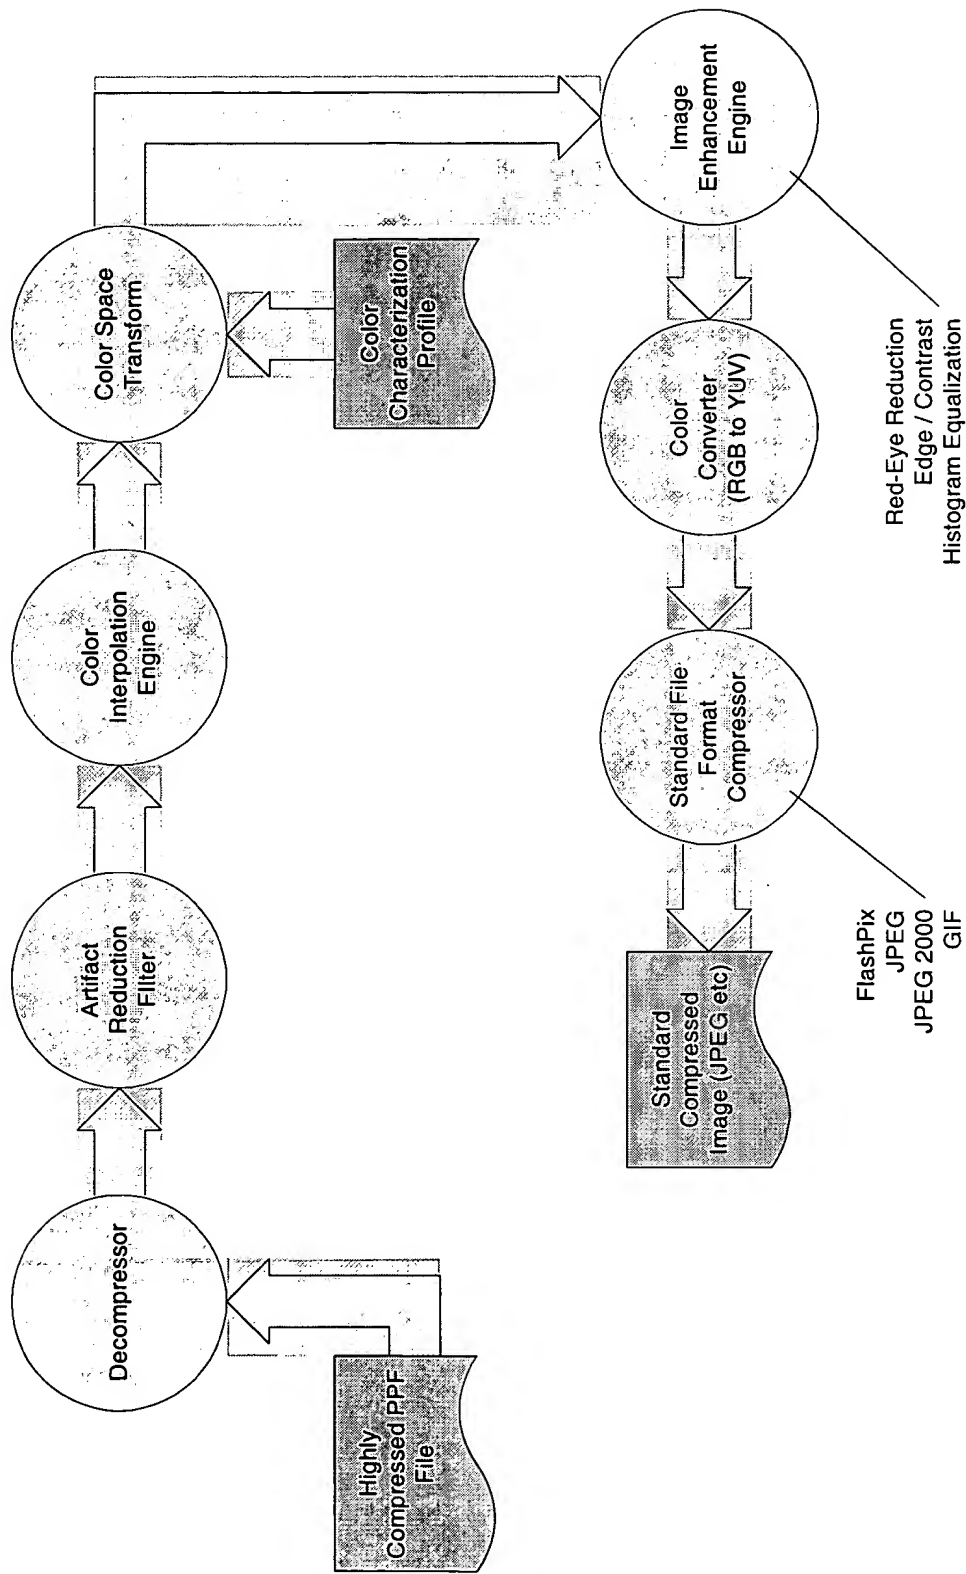 Decompressor
Artifact
Reduction
FIlter
Color
Interpolation
Engine
Color Space
Transform
Highly
Compressed PPF
File
Color
Characterization
Profile
Standard
Compressed
Image (JPEG etc)
Standard File
Format
Compressor
Color
Converter
(RGB to YUV)
Image
Enhancement
Engine
FlashPix
JPEG
JPEG 2000
GIF
Red-Eye Reduction
Edge / Contrast
Histogram Equalization